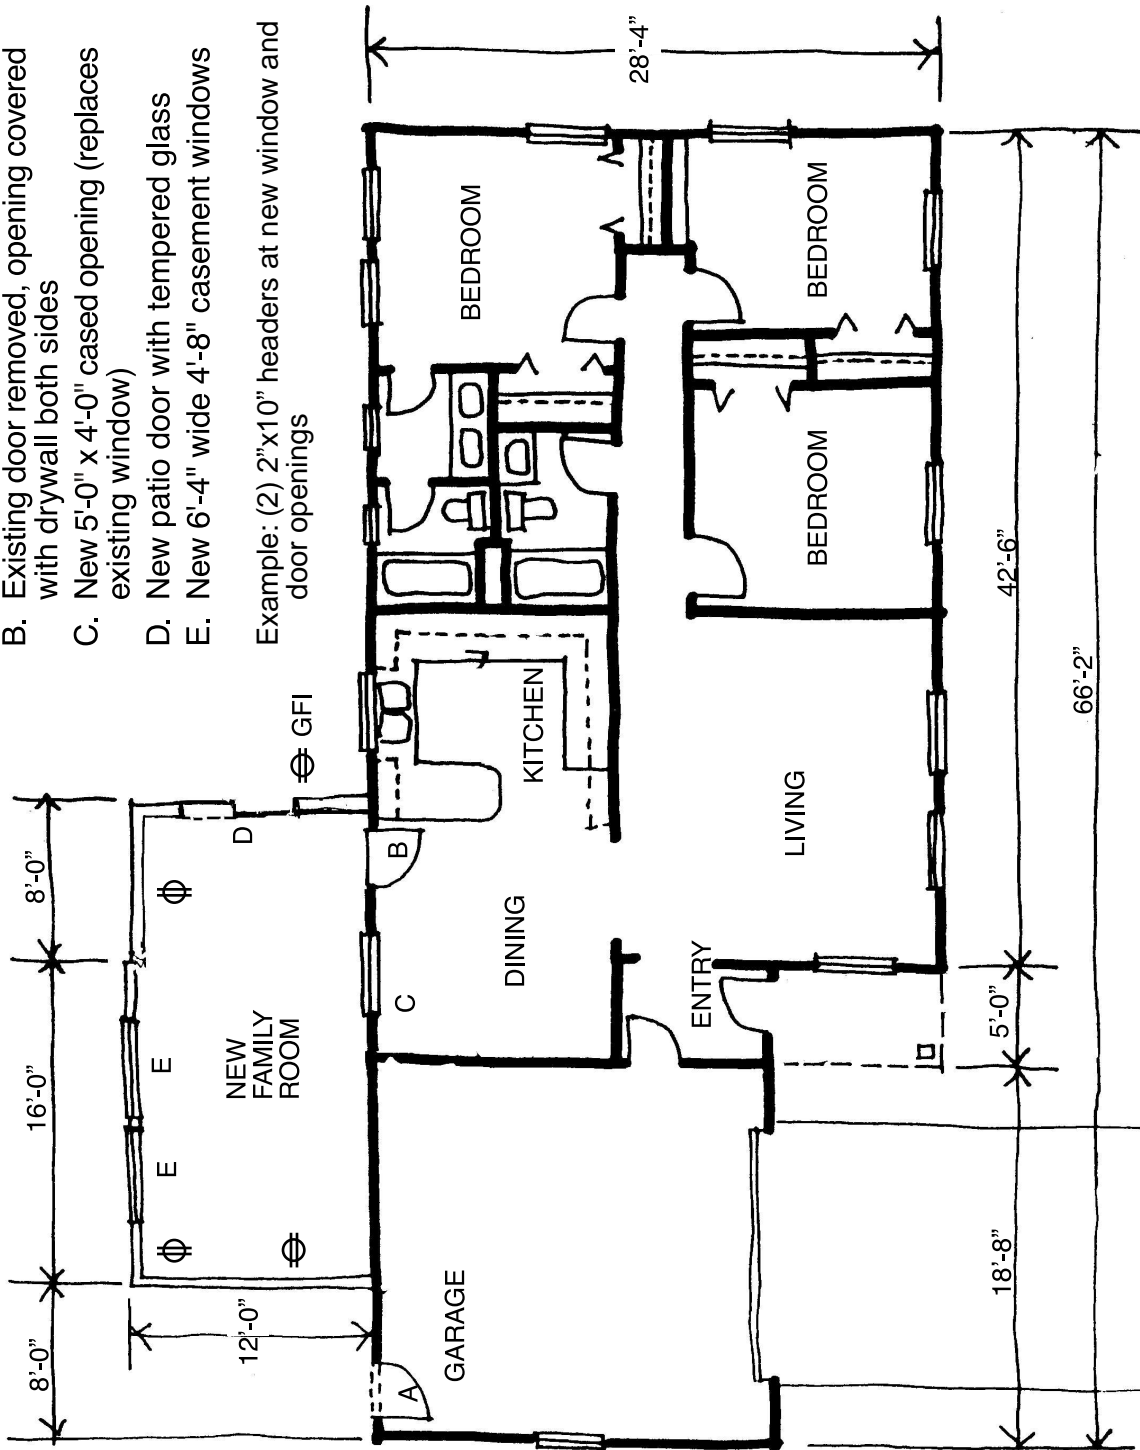 B. Existing door removed, opening covered
with drywall both sides
C. New 5'-0" x 4'-0" cased opening (replaces
existing window)
D. New patio door with tempered glass
E. New 6'-4" wide 4'-8" casement windows
Example: (2) 2”x10” headers at new window and
door openings
8’-0”
16’-0”
8’-0”
12’-0”
E
E
D
GFI
NEW
FAMILY
ROOM
A
C
B
GARAGE
DINING
KITCHEN
BEDROOM
28’-4”
ENTRY
LIVING
BEDROOM
BEDROOM
18’-8”
5’-0”
42’-6”
66’-2”